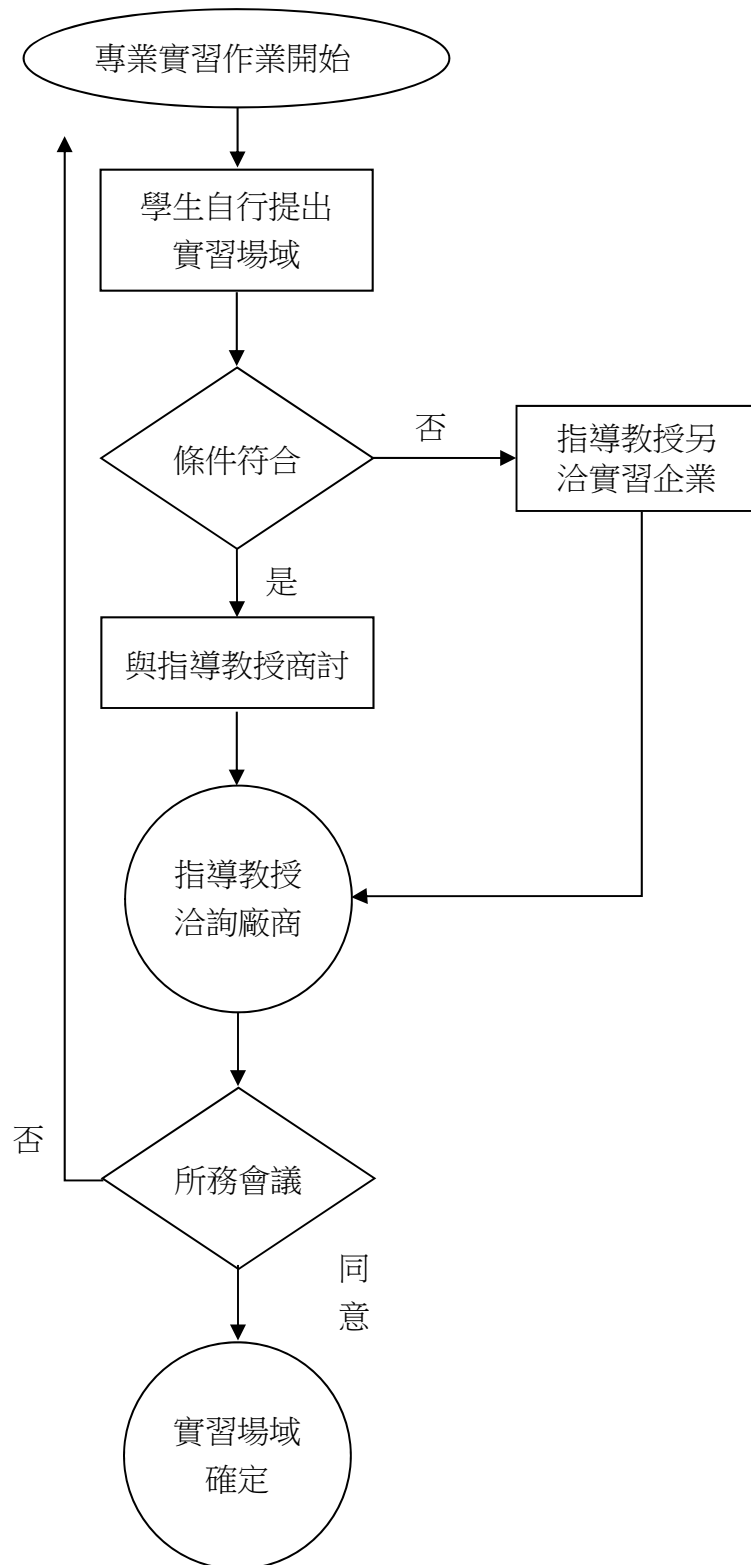 專業實習作業開始
學生自行提出
實習場域
條件符合
否
指導教授另
洽實習企業
是
與指導教授商討
指導教授
洽詢廠商
否
所務會議
同
意
實習場域
確定